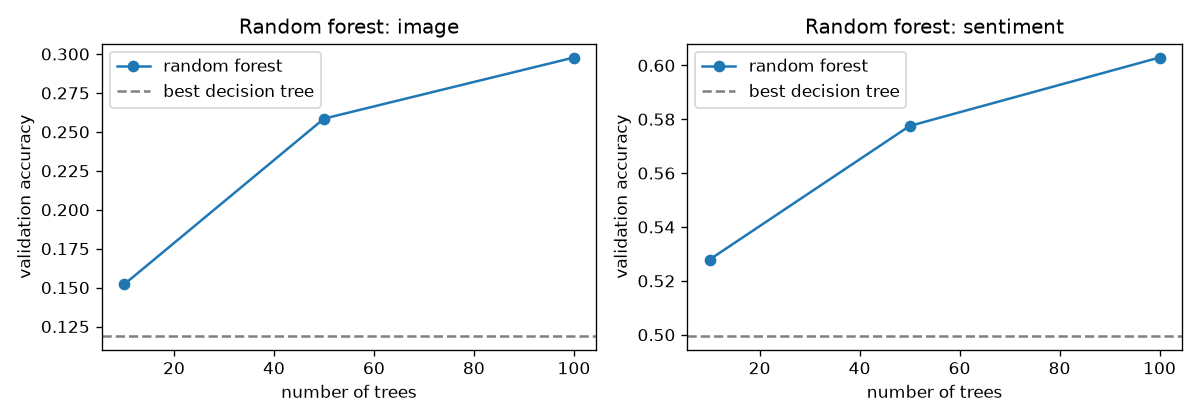 Random forest: image
random forest
best decision tree
validation accuracy
0.300
0.275
0.250
0.225
0.200
0.175
0.150
0.125
20
40
60
80
100
number of trees
Random forest: sentiment
random forest
best decision tree
validation accuracy
0.60
0.58
0.56
0.54
0.52
0.50
20
40
60
80
100
number of trees